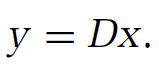 y = Dx.